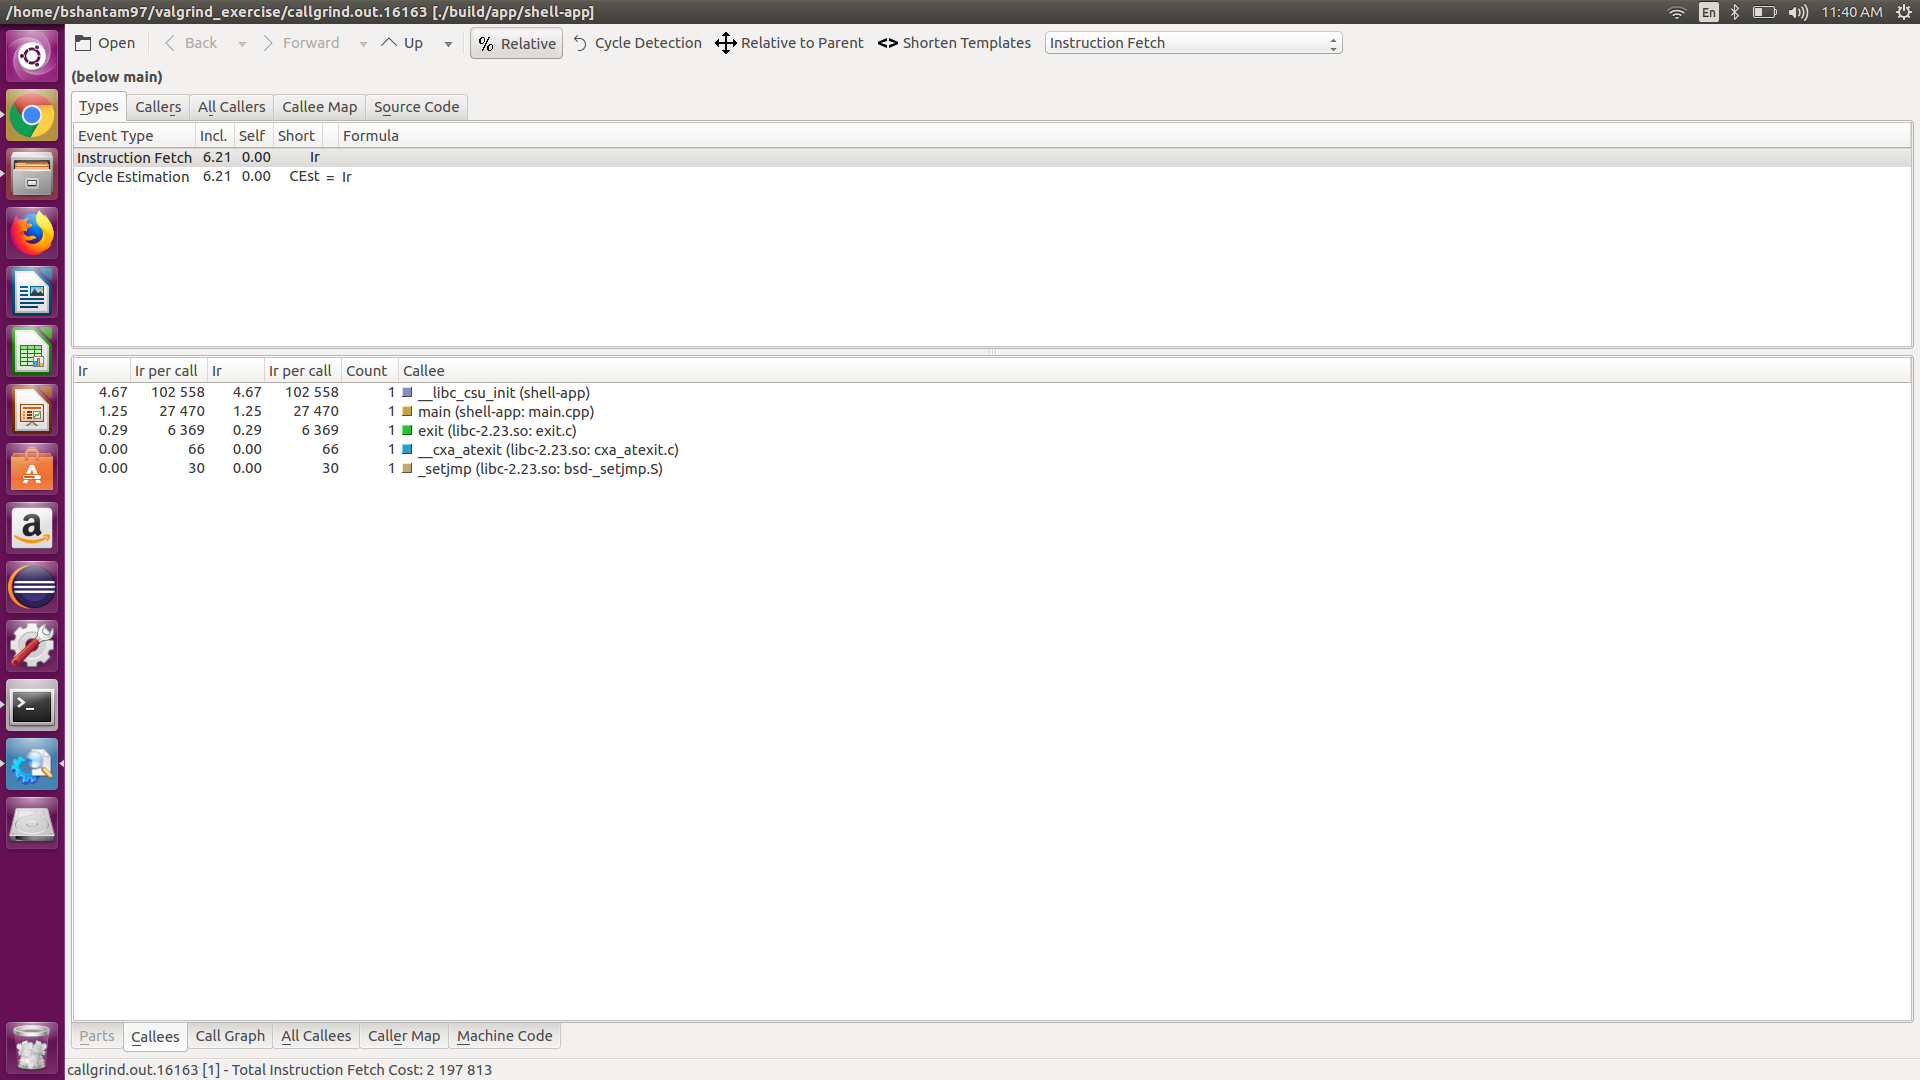 /home/bshantam97/valgrind_exercise/callgrind.out.16163 [./build/app/shell-app] En 11:40 AM
Open Back Forward Up % Relative Cycle Detection Relative to Parent <> Shorten Templates Instruction Fetch
(below main)
Types Callers All Callers Callee Map Source Code
Event Type Incl. Self Short Formula
Instruction Fetch 6.21 0.00 Ir
Cycle Estimation 6.21 0.00 CEst = Ir
Ir Ir per call Ir Ir per call Count Callee
4.67 102 558 4.67 102 558 1 __libc_csu_init (shell-app)
1.25 27 470 1.25 27 470 1 main (shell-app: main.cpp)
0.29 6 369 0.29 6 369 1 exit (libc-2.23.so: exit.c)
0.00 66 0.00 66 1 __cxa_atexit (libc-2.23.so: cxa_atexit.c)
0.00 30 0.00 30 1 _setjmp (libc-2.23.so: bsd-_setjmp.S)
Parts Callees Call Graph All Callees Caller Map Machine Code
callgrind.out.16163 [1] - Total Instruction Fetch Cost: 2 197 813